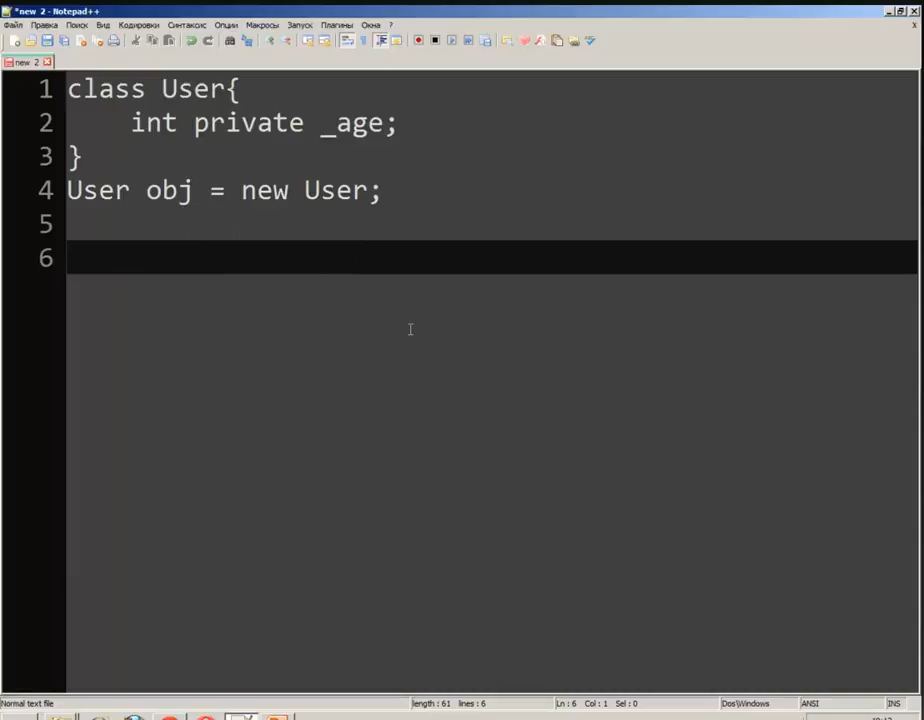 *new 2 - Notepad++
Файл Правка Поиск Вид Кодировки Синтаксис Опции Макросы Запуск Плагины Окна ? X
new 2
1 class User{
2 int private _age;
3 }
4 User obj = new User;
5
6
Normal text file length : 61 lines : 6 Ln : 6 Col : 1 Sel : 0 Dos\Windows ANSI INS